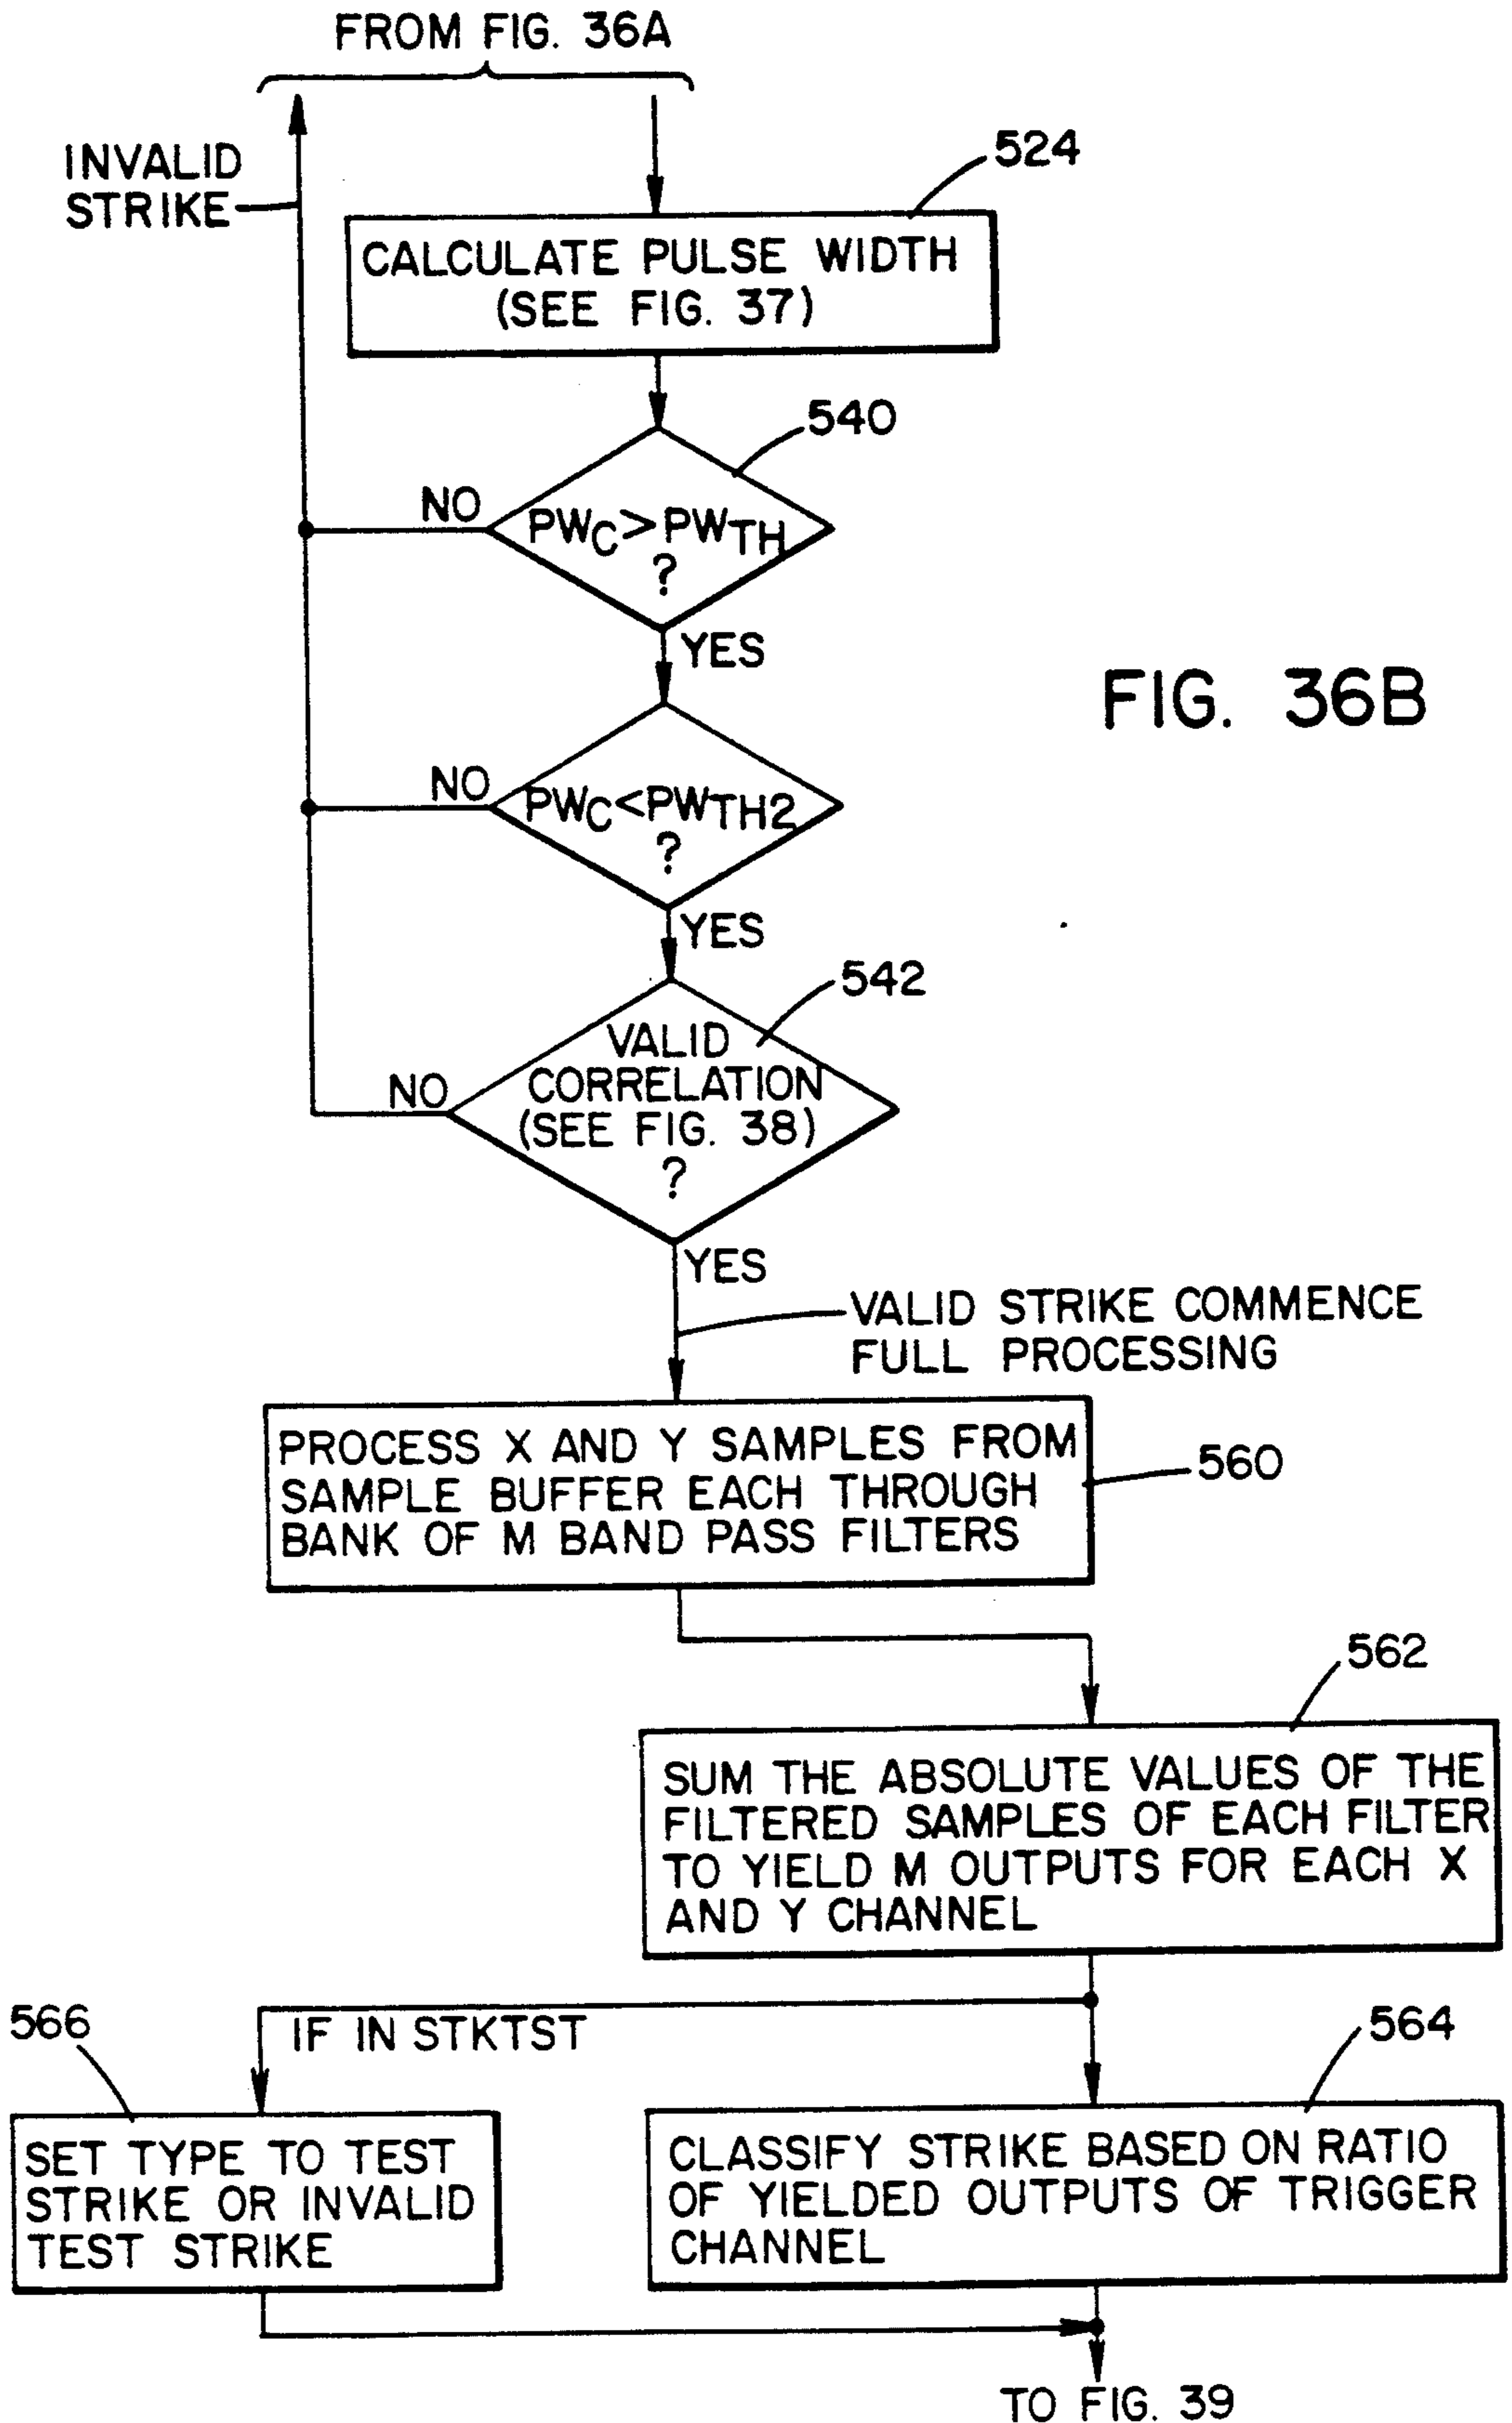 FROM FIG. 36A
INVALID
STRIKE
524
CALCULATE PULSE WIDTH
(SEE FIG. 37)
540
NO
PWC>PWTH
?
YES
FIG. 36B
NO
PWC<PWTH2
?
YES
542
VALID
CORRELATION
(SEE FIG. 38)
?
NO
YES
VALID STRIKE COMMENCE
FULL PROCESSING
PROCESS X AND Y SAMPLES FROM
SAMPLE BUFFER EACH THROUGH
BANK OF M BAND PASS FILTERS
560
562
SUM THE ABSOLUTE VALUES OF THE
FILTERED SAMPLES OF EACH FILTER
TO YIELD M OUTPUTS FOR EACH X
AND Y CHANNEL
566
IF IN STKTST
564
SET TYPE TO TEST
STRIKE OR INVALID
TEST STRIKE
CLASSIFY STRIKE BASED ON RATIO
OF YIELDED OUTPUTS OF TRIGGER
CHANNEL
TO FIG. 39